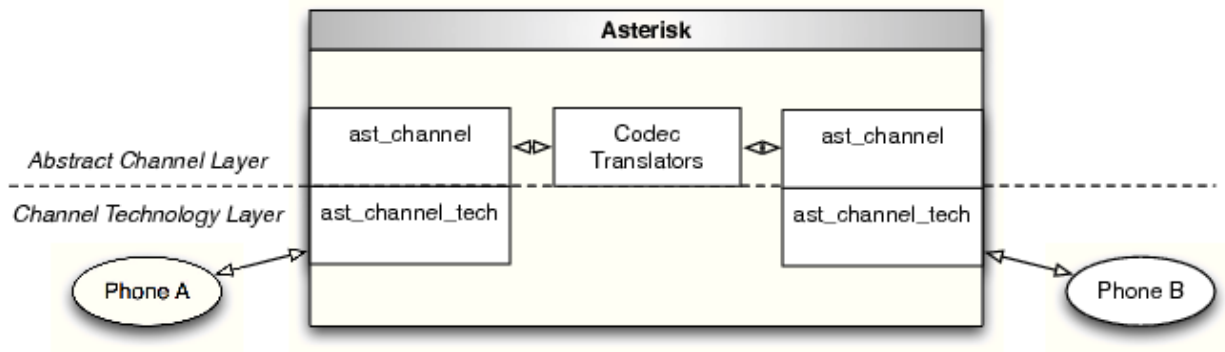 Asterisk
ast_channel
Codec
Translators
ast_channel
Abstract Channel Layer
Channel Technology Layer
ast_channel_tech
ast_channel_tech
Phone A
Phone B